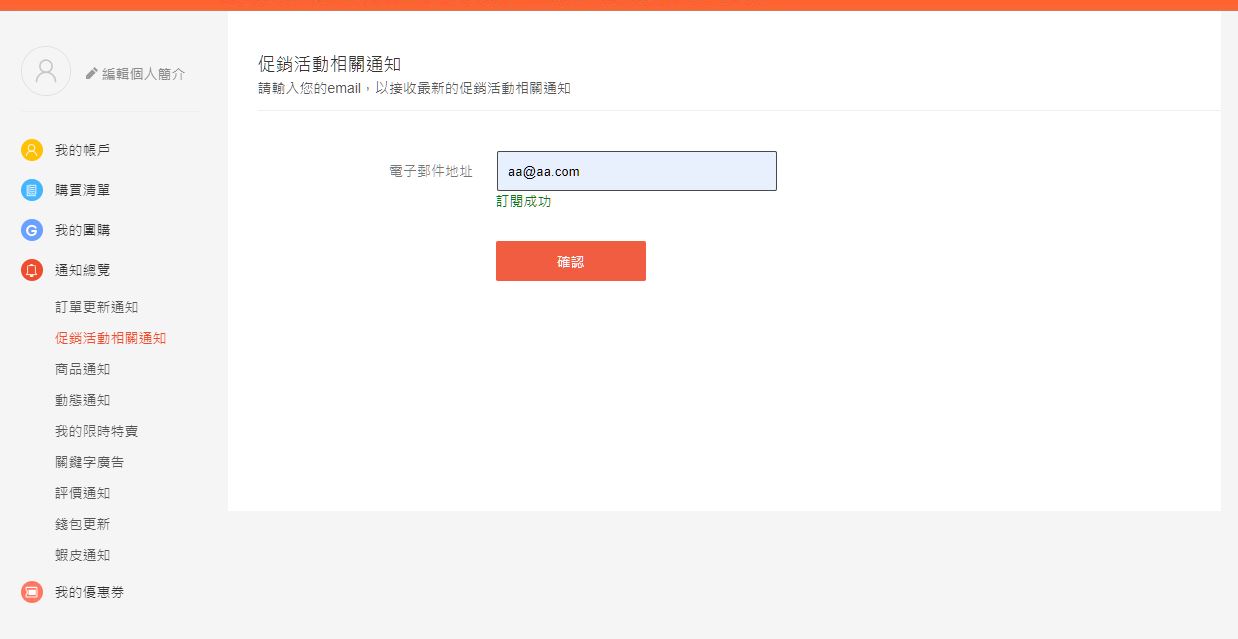 編輯個人簡介
我的帳戶
購買清單
我的團購
通知總覽
訂單更新通知
促銷活動相關通知
商品通知
動態通知
我的限時特賣
關鍵字廣告
評價通知
錢包更新
蝦皮通知
我的優惠券
促銷活動相關通知
請輸入您的email，以接收最新的促銷活動相關通知
電子郵件地址
aa@aa.com
訂閱成功
確認